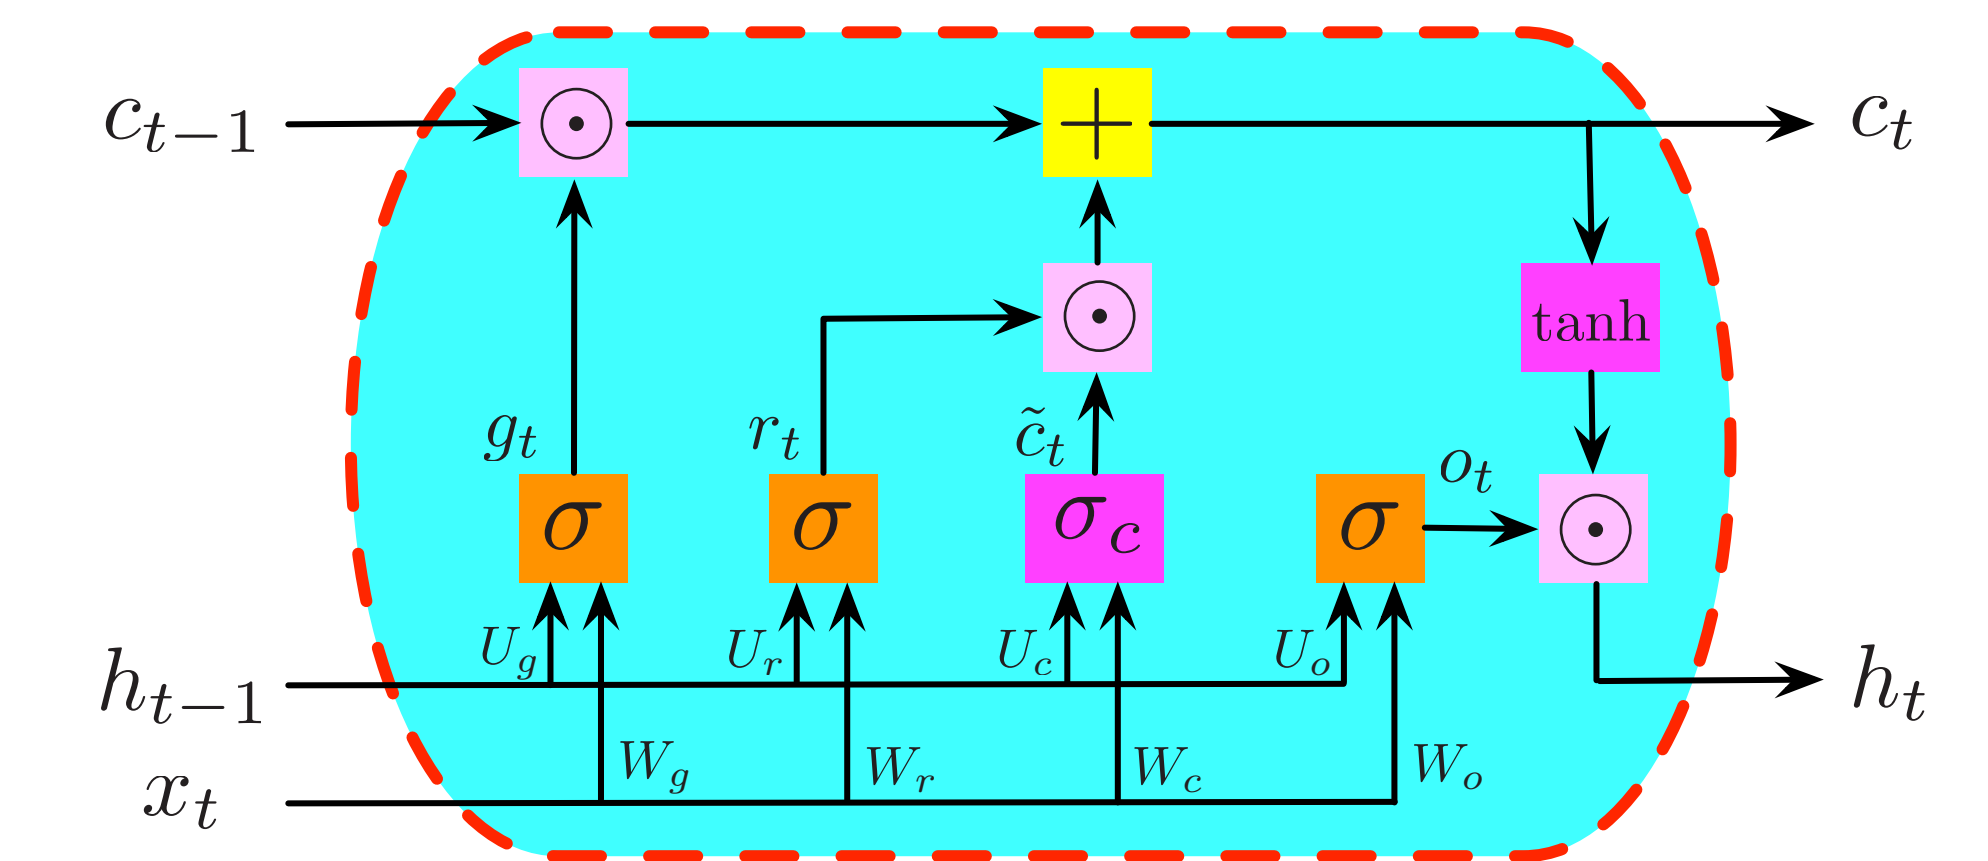 c_{t-1} ⊙ + c_t
tanh
g_t r_t c̃_t o_t
σ σ σ_c σ ⊙
U_g U_r U_c U_o
h_{t-1} h_t
W_g W_r W_c W_o
x_t